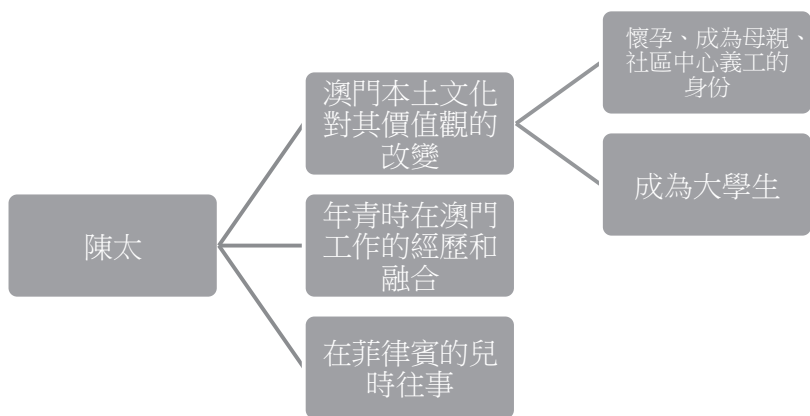 陳太
澳門本土文化
對其價值觀的
改變
年青時在澳門
工作的經歷和
融合
在菲律賓的兒
時往事
懷孕、成為母親、
社區中心義工的
身份
成為大學生